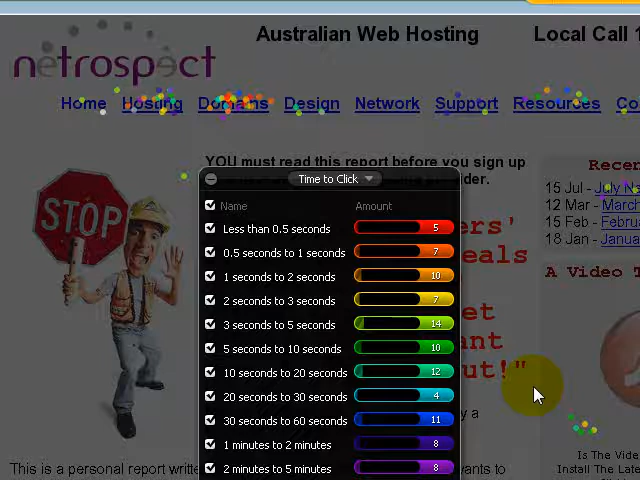 Australian Web Hosting
Local Call 1
netrospect
Home Hosting Domains Design Network Support Resources Co
YOU must read this report before you sign up
Time to Click
Name Amount
Less than 0.5 seconds 5
0.5 seconds to 1 seconds 7
1 seconds to 2 seconds 10
2 seconds to 3 seconds 7
3 seconds to 5 seconds 14
5 seconds to 10 seconds 10
10 seconds to 20 seconds 12
20 seconds to 30 seconds 4
30 seconds to 60 seconds 11
1 minutes to 2 minutes 8
2 minutes to 5 minutes 8
STOP
Recen
15 Jul -
12 Mar - March
15 Feb - Februa
18 Jan - Janua
A Video T
Is The Vide
Install The Late
This is a personal report writte
ants to